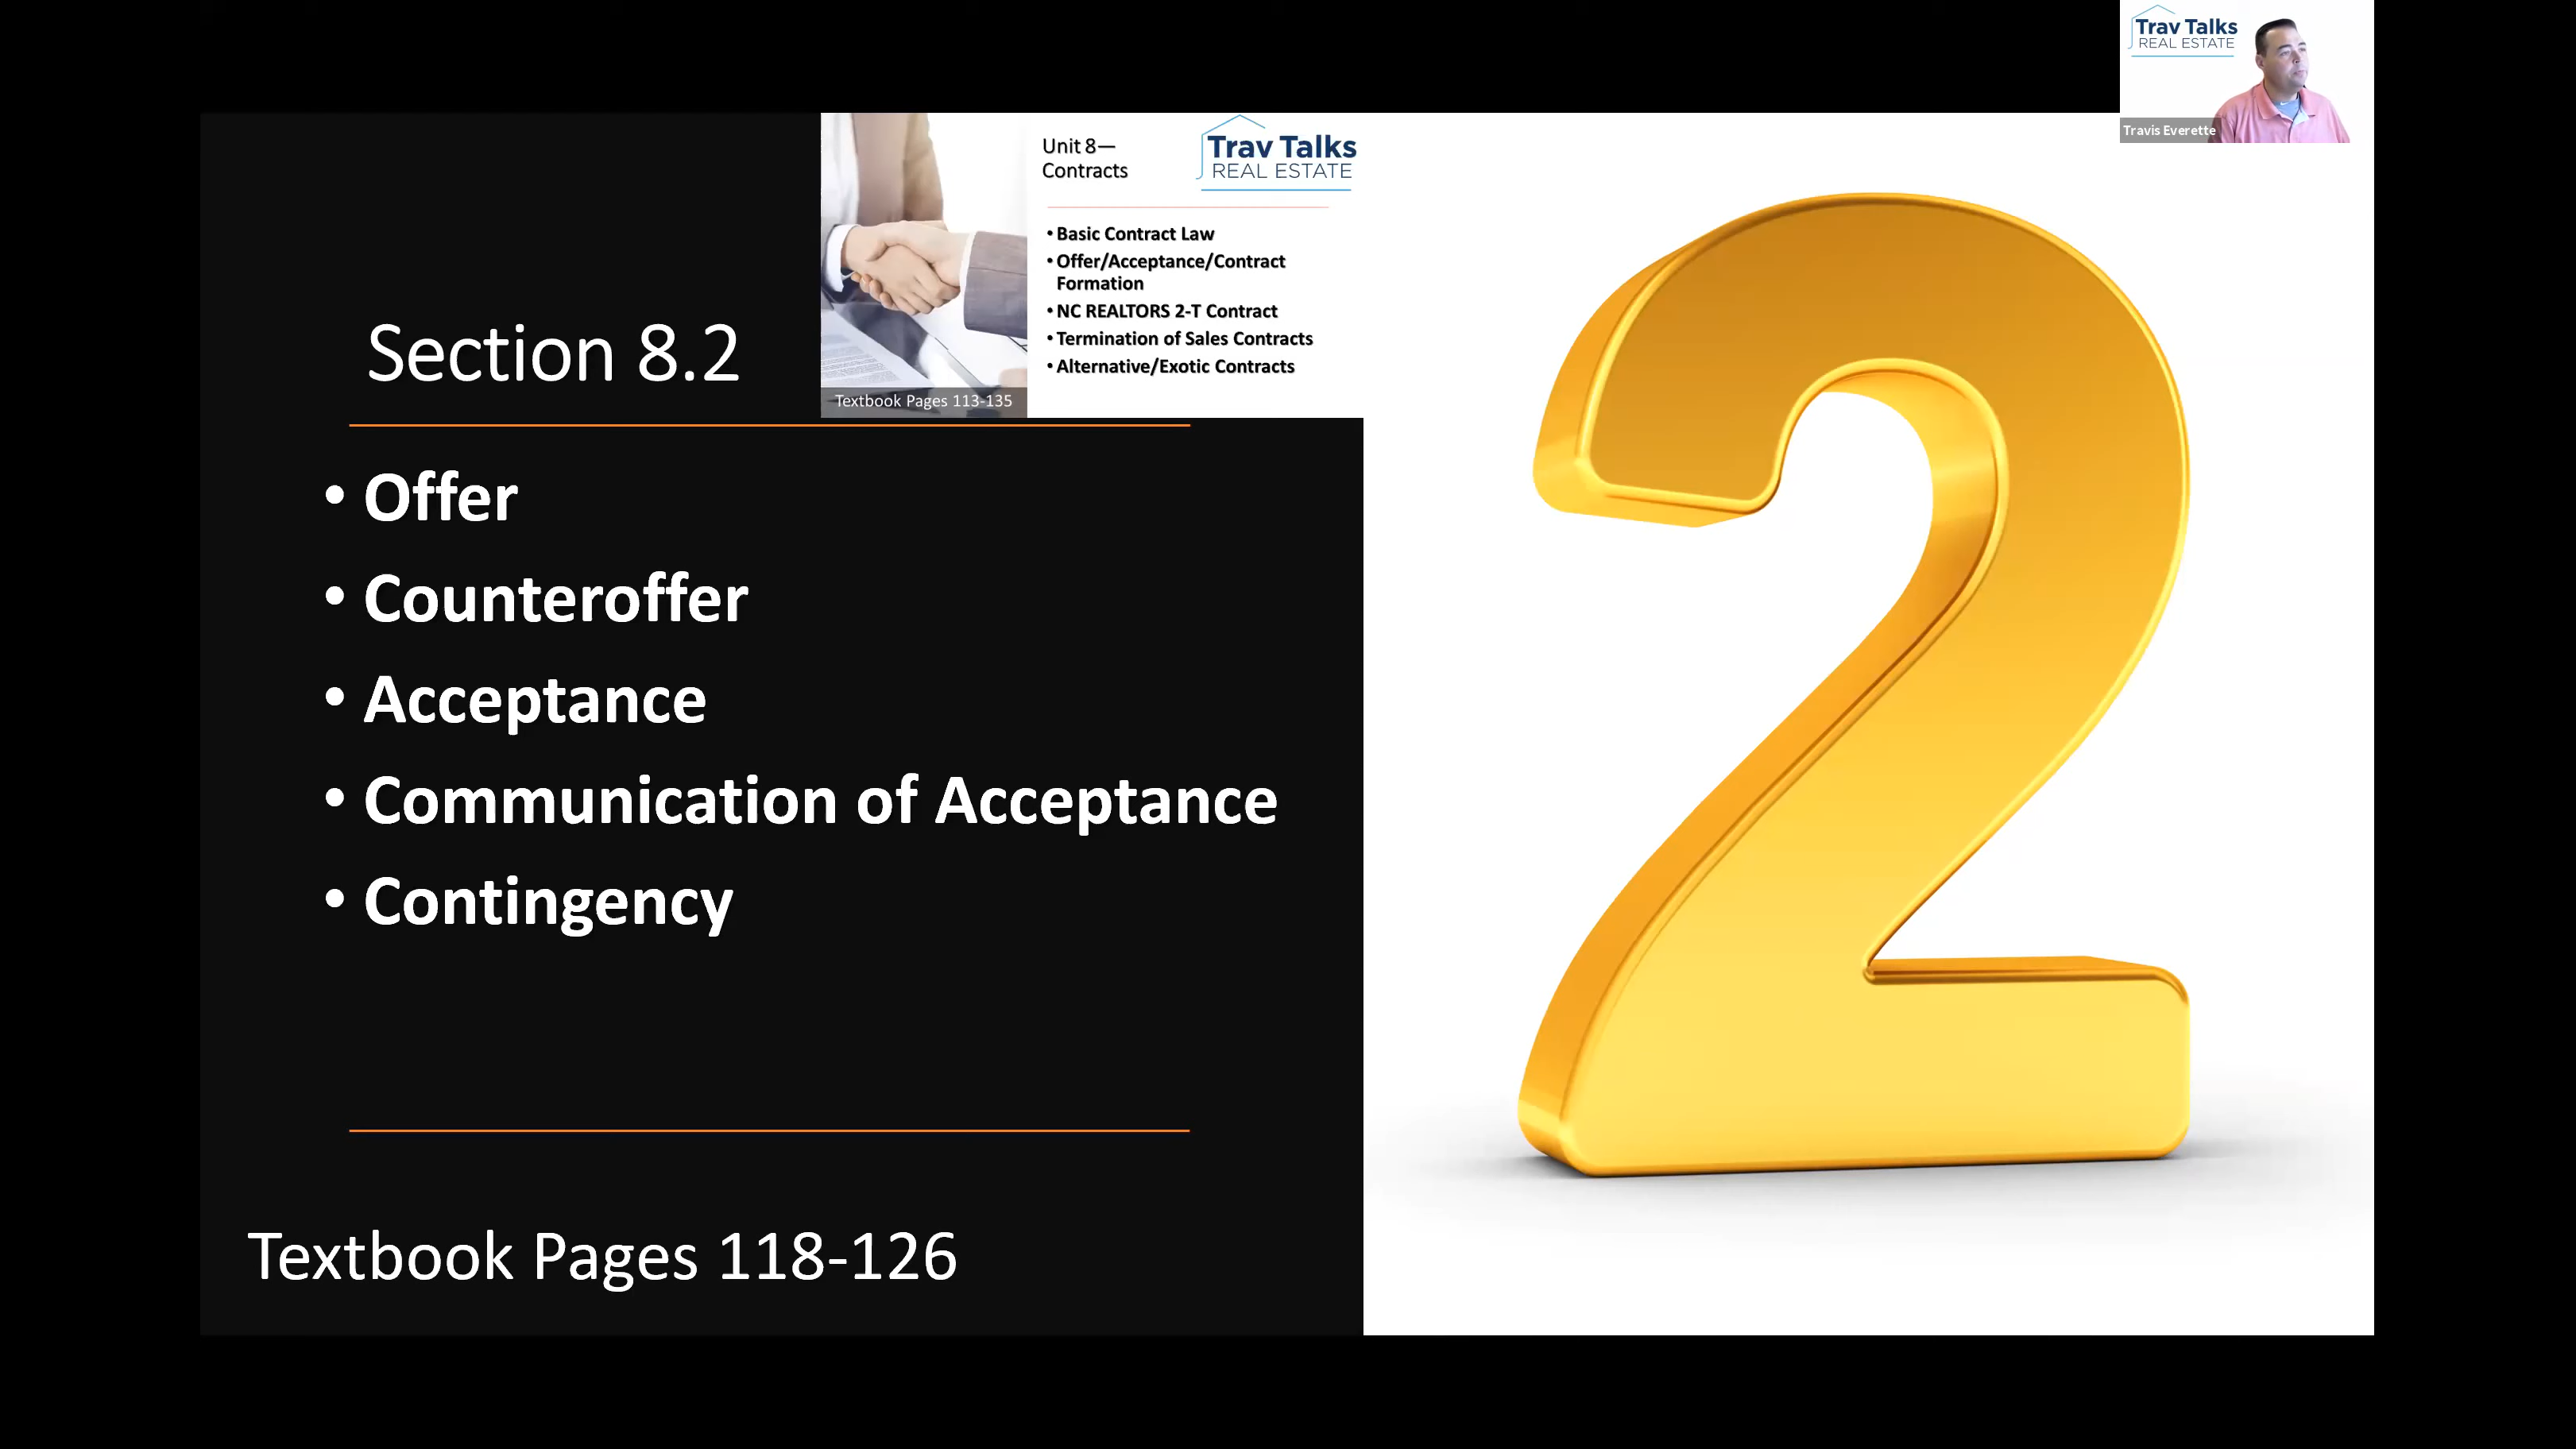 Section 8.2
• Offer
• Counteroffer
• Acceptance
• Communication of Acceptance
• Contingency
Textbook Pages 118-126
Unit 8—
Contracts
Trav Talks
REAL ESTATE
• Basic Contract Law
• Offer/Acceptance/Contract
Formation
• NC REALTORS 2-T Contract
• Termination of Sales Contracts
• Alternative/Exotic Contracts
Textbook Pages 113-135
2
Trav Talks
REAL ESTATE
Travis Everette